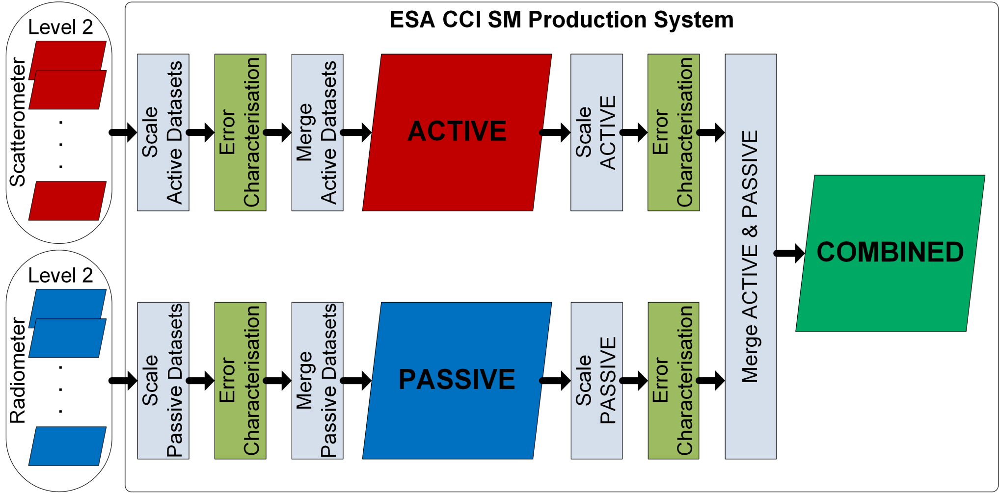 ESA CCI SM Production System
Level 2
Scatterometer
Scale
Active Datasets
Error
Characterisation
Merge
Active Datasets
ACTIVE
Scale
ACTIVE
Error
Characterisation
Merge ACTIVE & PASSIVE
COMBINED
Level 2
Radiometer
Scale
Passive Datasets
Error
Characterisation
Merge
Passive Datasets
PASSIVE
Scale
PASSIVE
Error
Characterisation